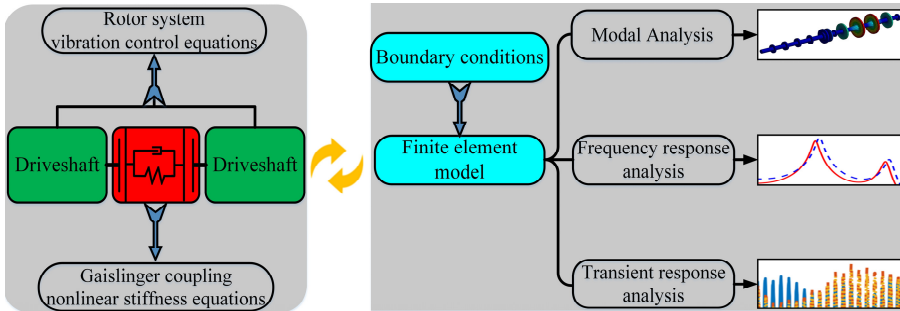 Rotor system
vibration control equations
Driveshaft
Driveshaft
Gaislinger coupling
nonlinear stiffness equations
Boundary conditions
Finite element
model
Modal Analysis
Frequency response
analysis
Transient response
analysis